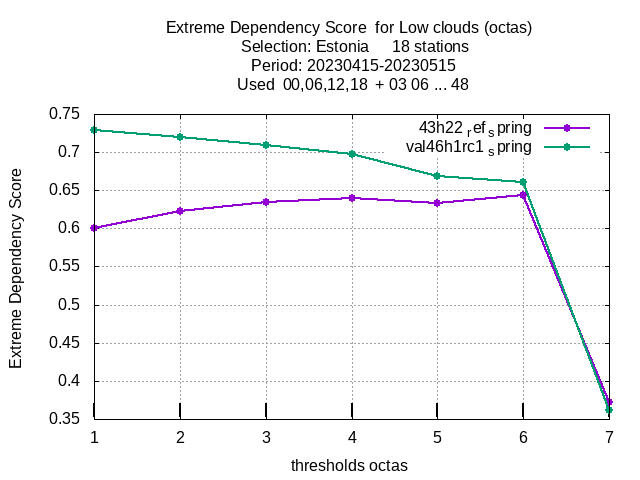 Extreme Dependency Score  for Low clouds (octas)
Selection: Estonia     18 stations
Period: 20230415-20230515
Used  00,06,12,18  + 03 06 ... 48
43h22 ref spring
val46h1rc1 spring
0.75
0.7
0.65
0.6
0.55
0.5
0.45
0.4
0.35
Extreme Dependency Score
1 2 3 4 5 6 7
thresholds octas